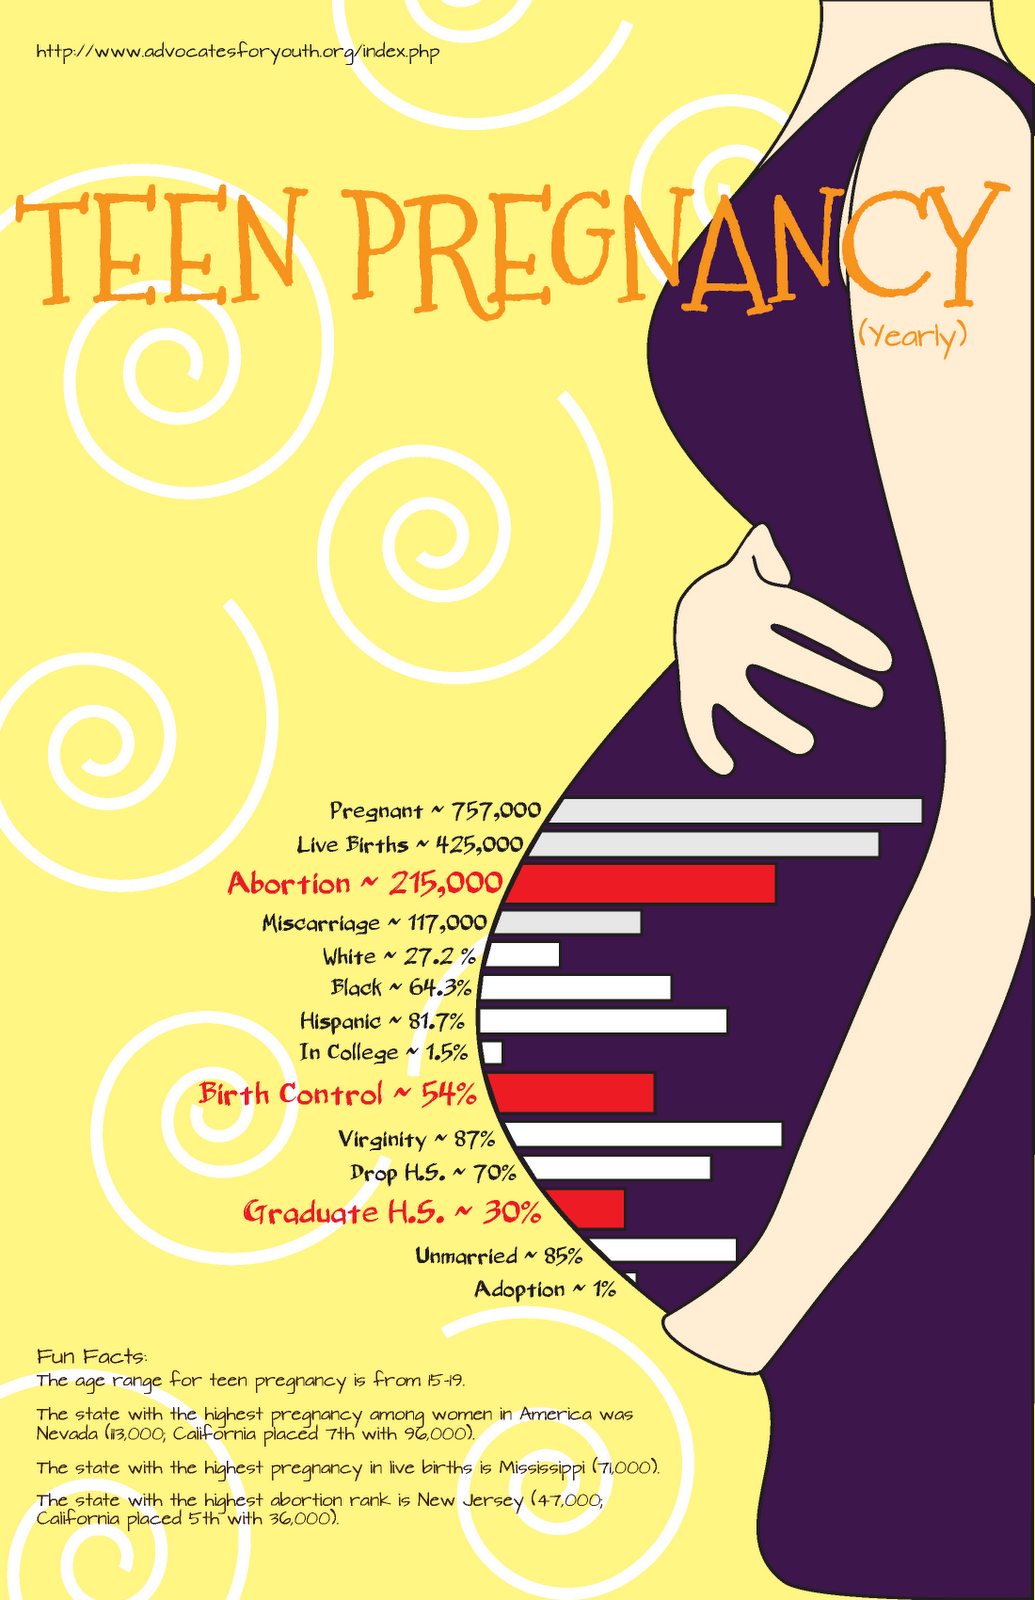 http://www.advocatesforyouth.org/index.php
TEEN PREGNANCY
(Yearly)
Pregnant ~ 757,000
Live Births ~ 425,000
Abortion ~ 215,000
Miscarriage ~ 117,000
White ~ 27.2 %
Black ~ 64.3%
Hispanic ~ 81.7%
In College ~ 1.5%
Birth Control ~ 54%
Virginity ~ 87%
Drop H.S. ~ 70%
Graduate H.S. ~ 30%
Unmarried ~ 85%
Adoption ~ 1%
Fun Facts:
The age range for teen pregnancy is from 15-19.
The state with the highest pregnancy among women in America was
Nevada (113,000; California placed 7th with 96,000).
The state with the highest pregnancy in live births is Mississippi (71,000).
The state with the highest abortion rank is New Jersey (47,000;
California placed 5th with 36,000).